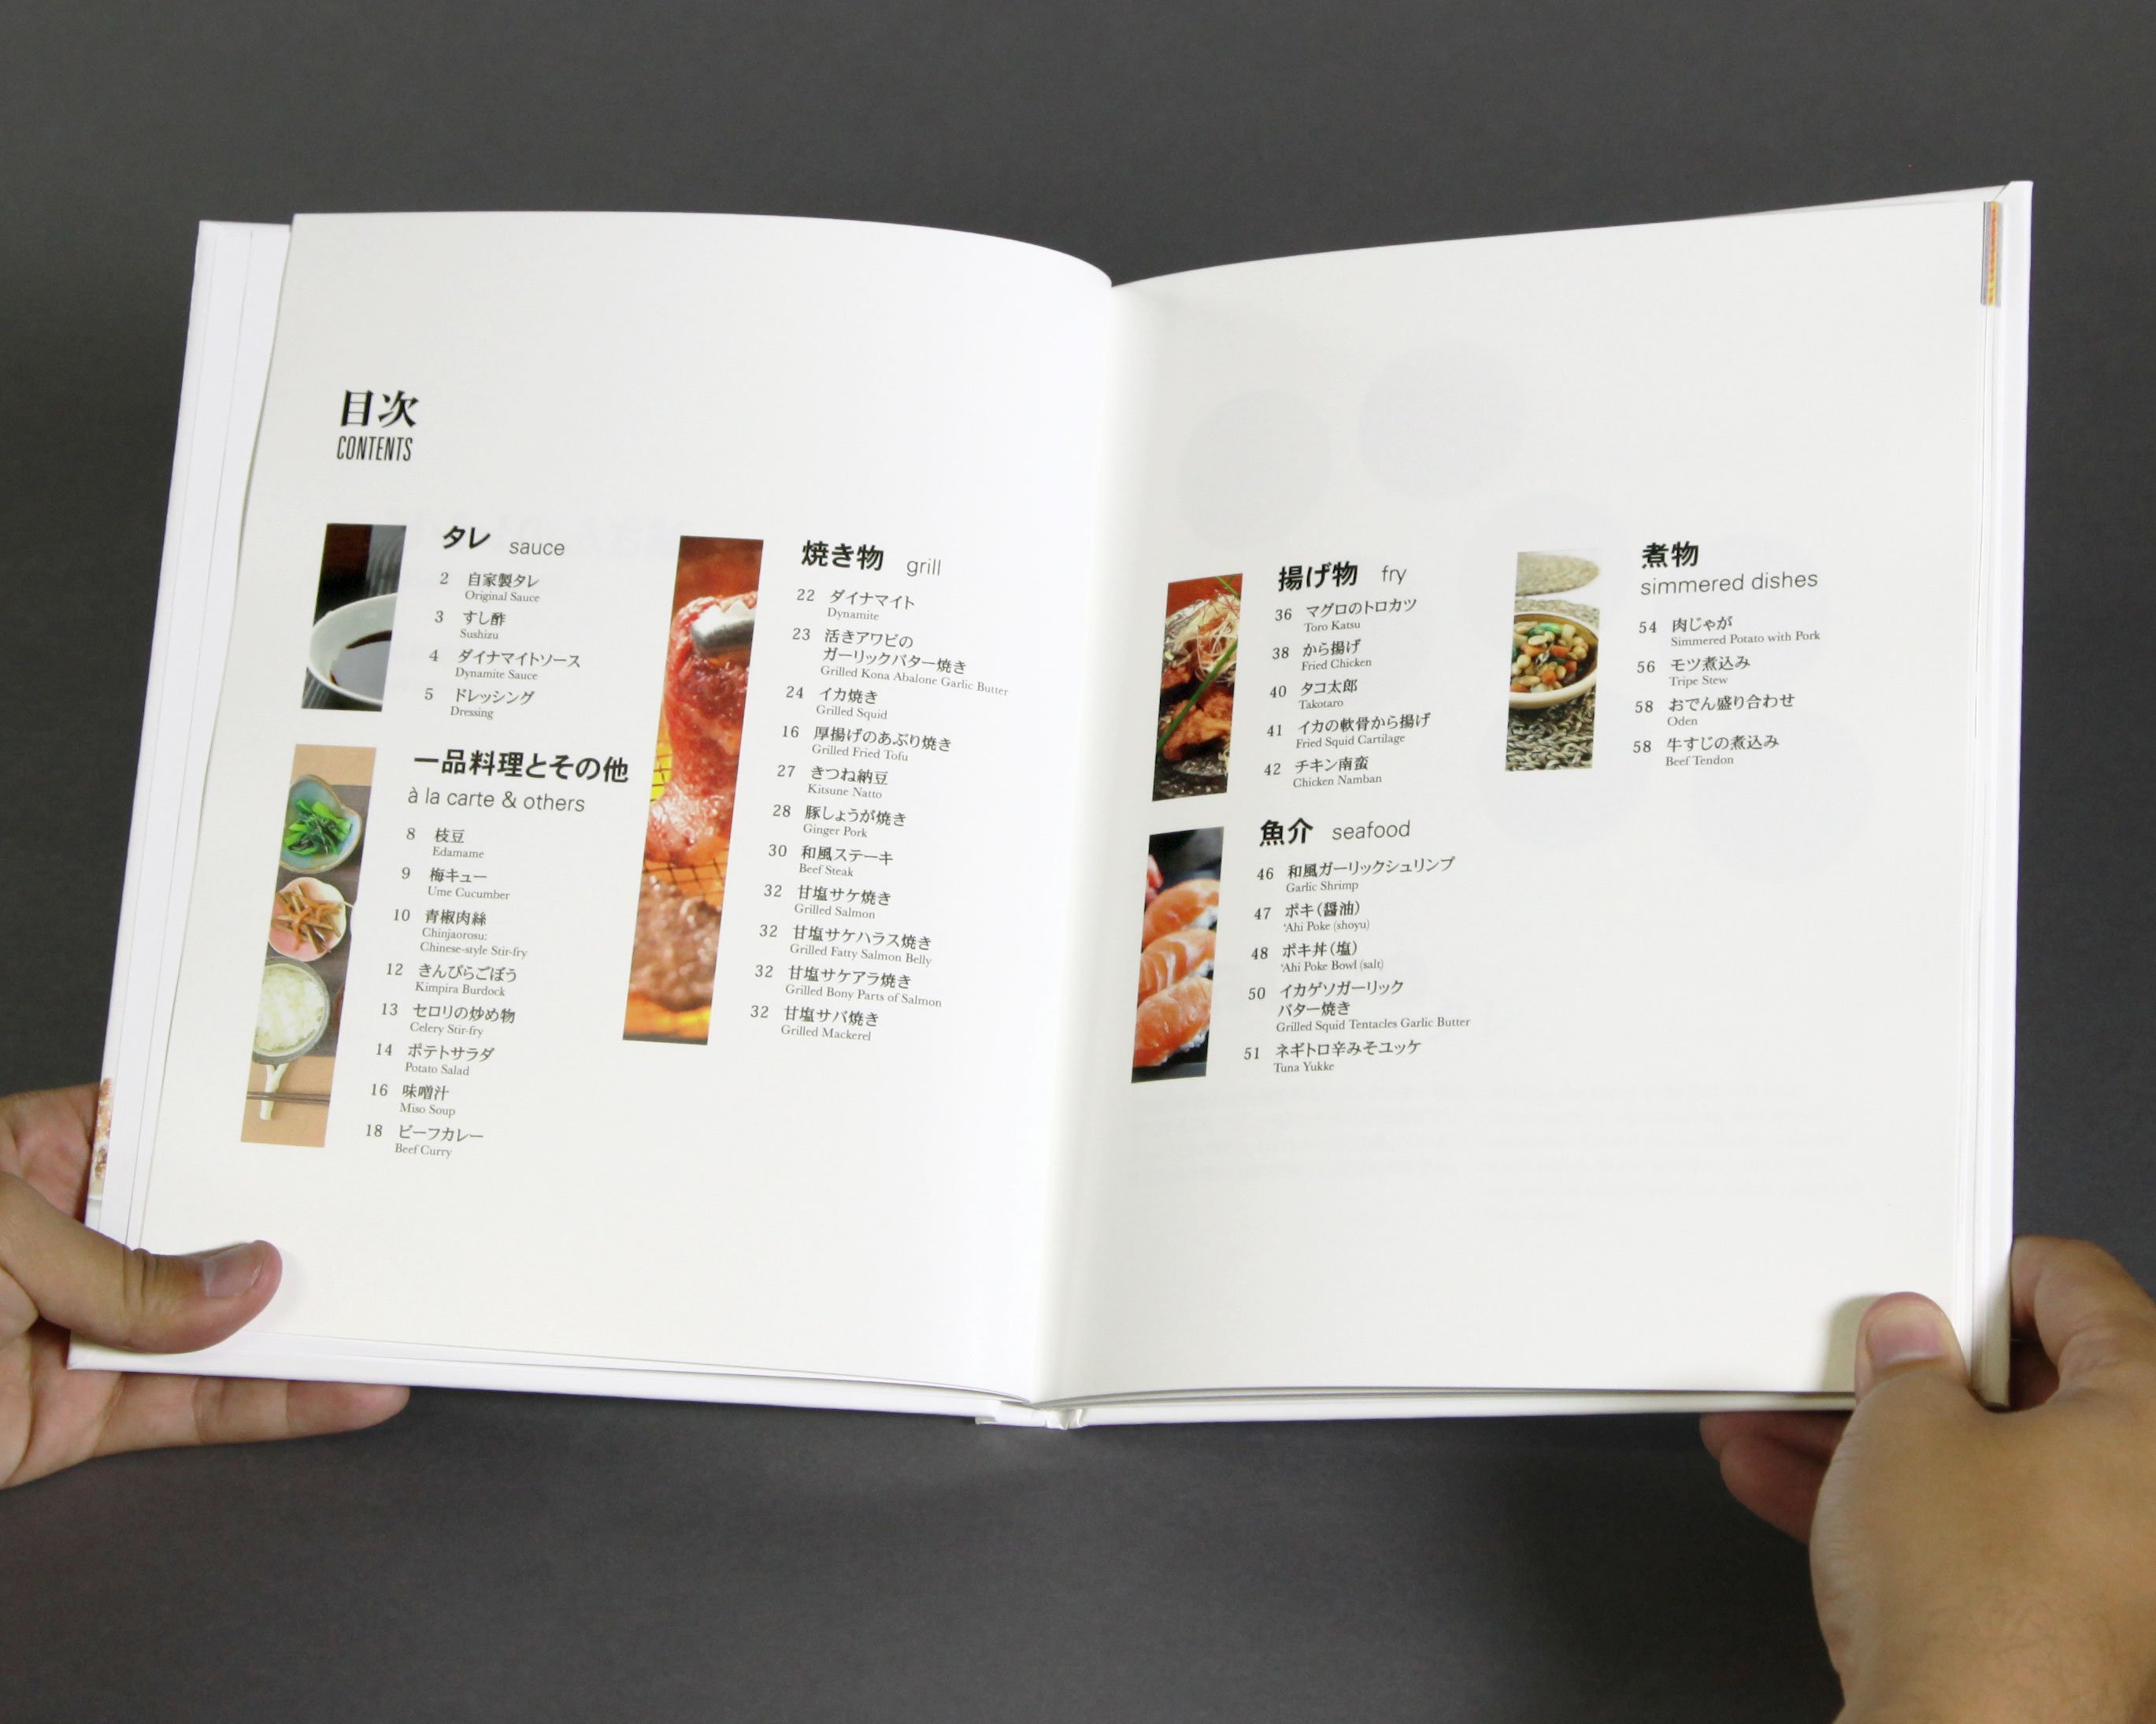 目次
CONTENTS
タレ sauce
2 自家製タレ
Original Sauce
3 すし酢
Sushizu
4 ダイナマイトソース
Dynamite Sauce
5 ドレッシング
Dressing
一品料理とその他
à la carte & others
8 枝豆
Edamame
9 梅キュー
Ume Cucumber
10 青椒肉絲
Chinjaorosu:
Chinese-style Stir-fry
12 きんぴらごぼう
Kimpira Burdock
13 セロリの炒め物
Celery Stir-fry
14 ポテトサラダ
Potato Salad
16 味噌汁
Miso Soup
18 ビーフカレー
Beef Curry
焼き物 grill
22 ダイナマイト
Dynamite
23 活きアワビの
ガーリックバター焼き
Grilled Kona Abalone Garlic Butter
24 イカ焼き
Grilled Squid
16 厚揚げのあぶり焼き
Grilled Fried Tofu
27 きつね納豆
Kitsune Natto
28 豚しょうが焼き
Ginger Pork
30 和風ステーキ
Beef Steak
32 甘塩サケ焼き
Grilled Salmon
32 甘塩サケハラス焼き
Grilled Fatty Salmon Belly
32 甘塩サケアラ焼き
Grilled Bony Parts of Salmon
32 甘塩サバ焼き
Grilled Mackerel
揚げ物 fry
36 マグロのトロカツ
Toro Katsu
38 から揚げ
Fried Chicken
40 タコ太郎
Takotaro
41 イカの軟骨から揚げ
Fried Squid Cartilage
42 チキン南蛮
Chicken Namban
魚介 seafood
46 和風ガーリックシュリンプ
Garlic Shrimp
47 ポキ（醤油）
'Ahi Poke (shoyu)
48 ポキ丼（塩）
'Ahi Poke Bowl (salt)
50 イカゲソガーリック
バター焼き
Grilled Squid Tentacles Garlic Butter
51 ネギトロ辛みそユッケ
Tuna Yukke
煮物
simmered dishes
54 肉じゃが
Simmered Potato with Pork
56 モツ煮込み
Tripe Stew
58 おでん盛り合わせ
Oden
58 牛すじの煮込み
Beef Tendon